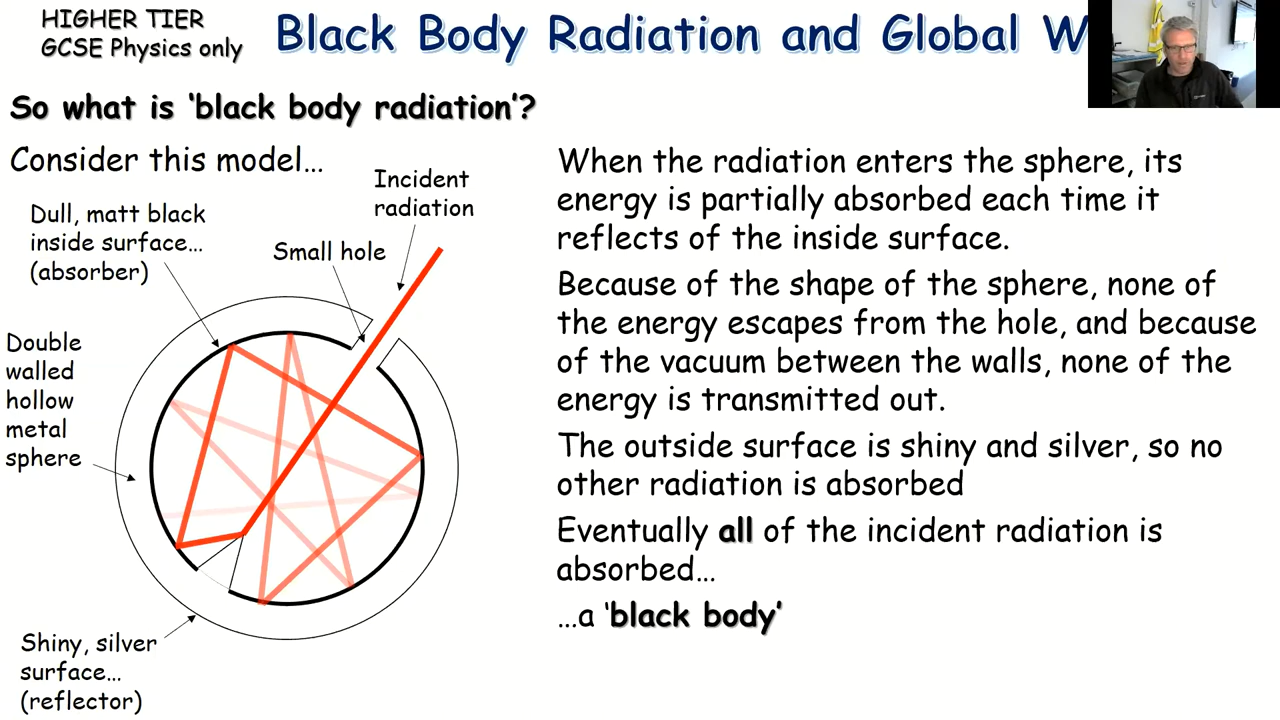 HIGHER TIER
GCSE Physics only
Black Body Radiation and Global W
So what is ‘black body radiation’?
Consider this model…
Incident
radiation
Dull, matt black
inside surface…
(absorber)
Small hole
Double
walled
hollow
metal
sphere
Shiny, silver
surface…
(reflector)
When the radiation enters the sphere, its
energy is partially absorbed each time it
reflects of the inside surface.
Because of the shape of the sphere, none of
the energy escapes from the hole, and because
of the vacuum between the walls, none of the
energy is transmitted out.
The outside surface is shiny and silver, so no
other radiation is absorbed
Eventually all of the incident radiation is
absorbed…
…a ‘black body’